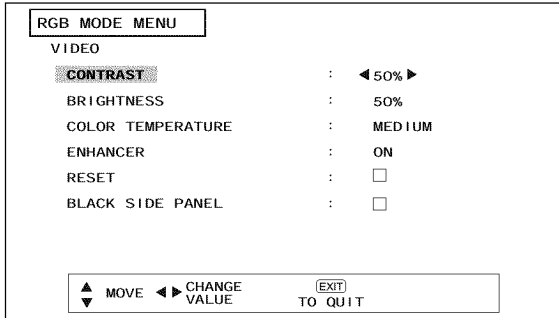 RGB MODE MENU
VIDEO
CONTRAST : ◀ 50% ▶
BRIGHTNESS : 50%
COLOR TEMPERATURE : MEDIUM
ENHANCER : ON
RESET : □
BLACK SIDE PANEL : □
▲▼ MOVE ◀ ▶ CHANGE VALUE EXIT TO QUIT